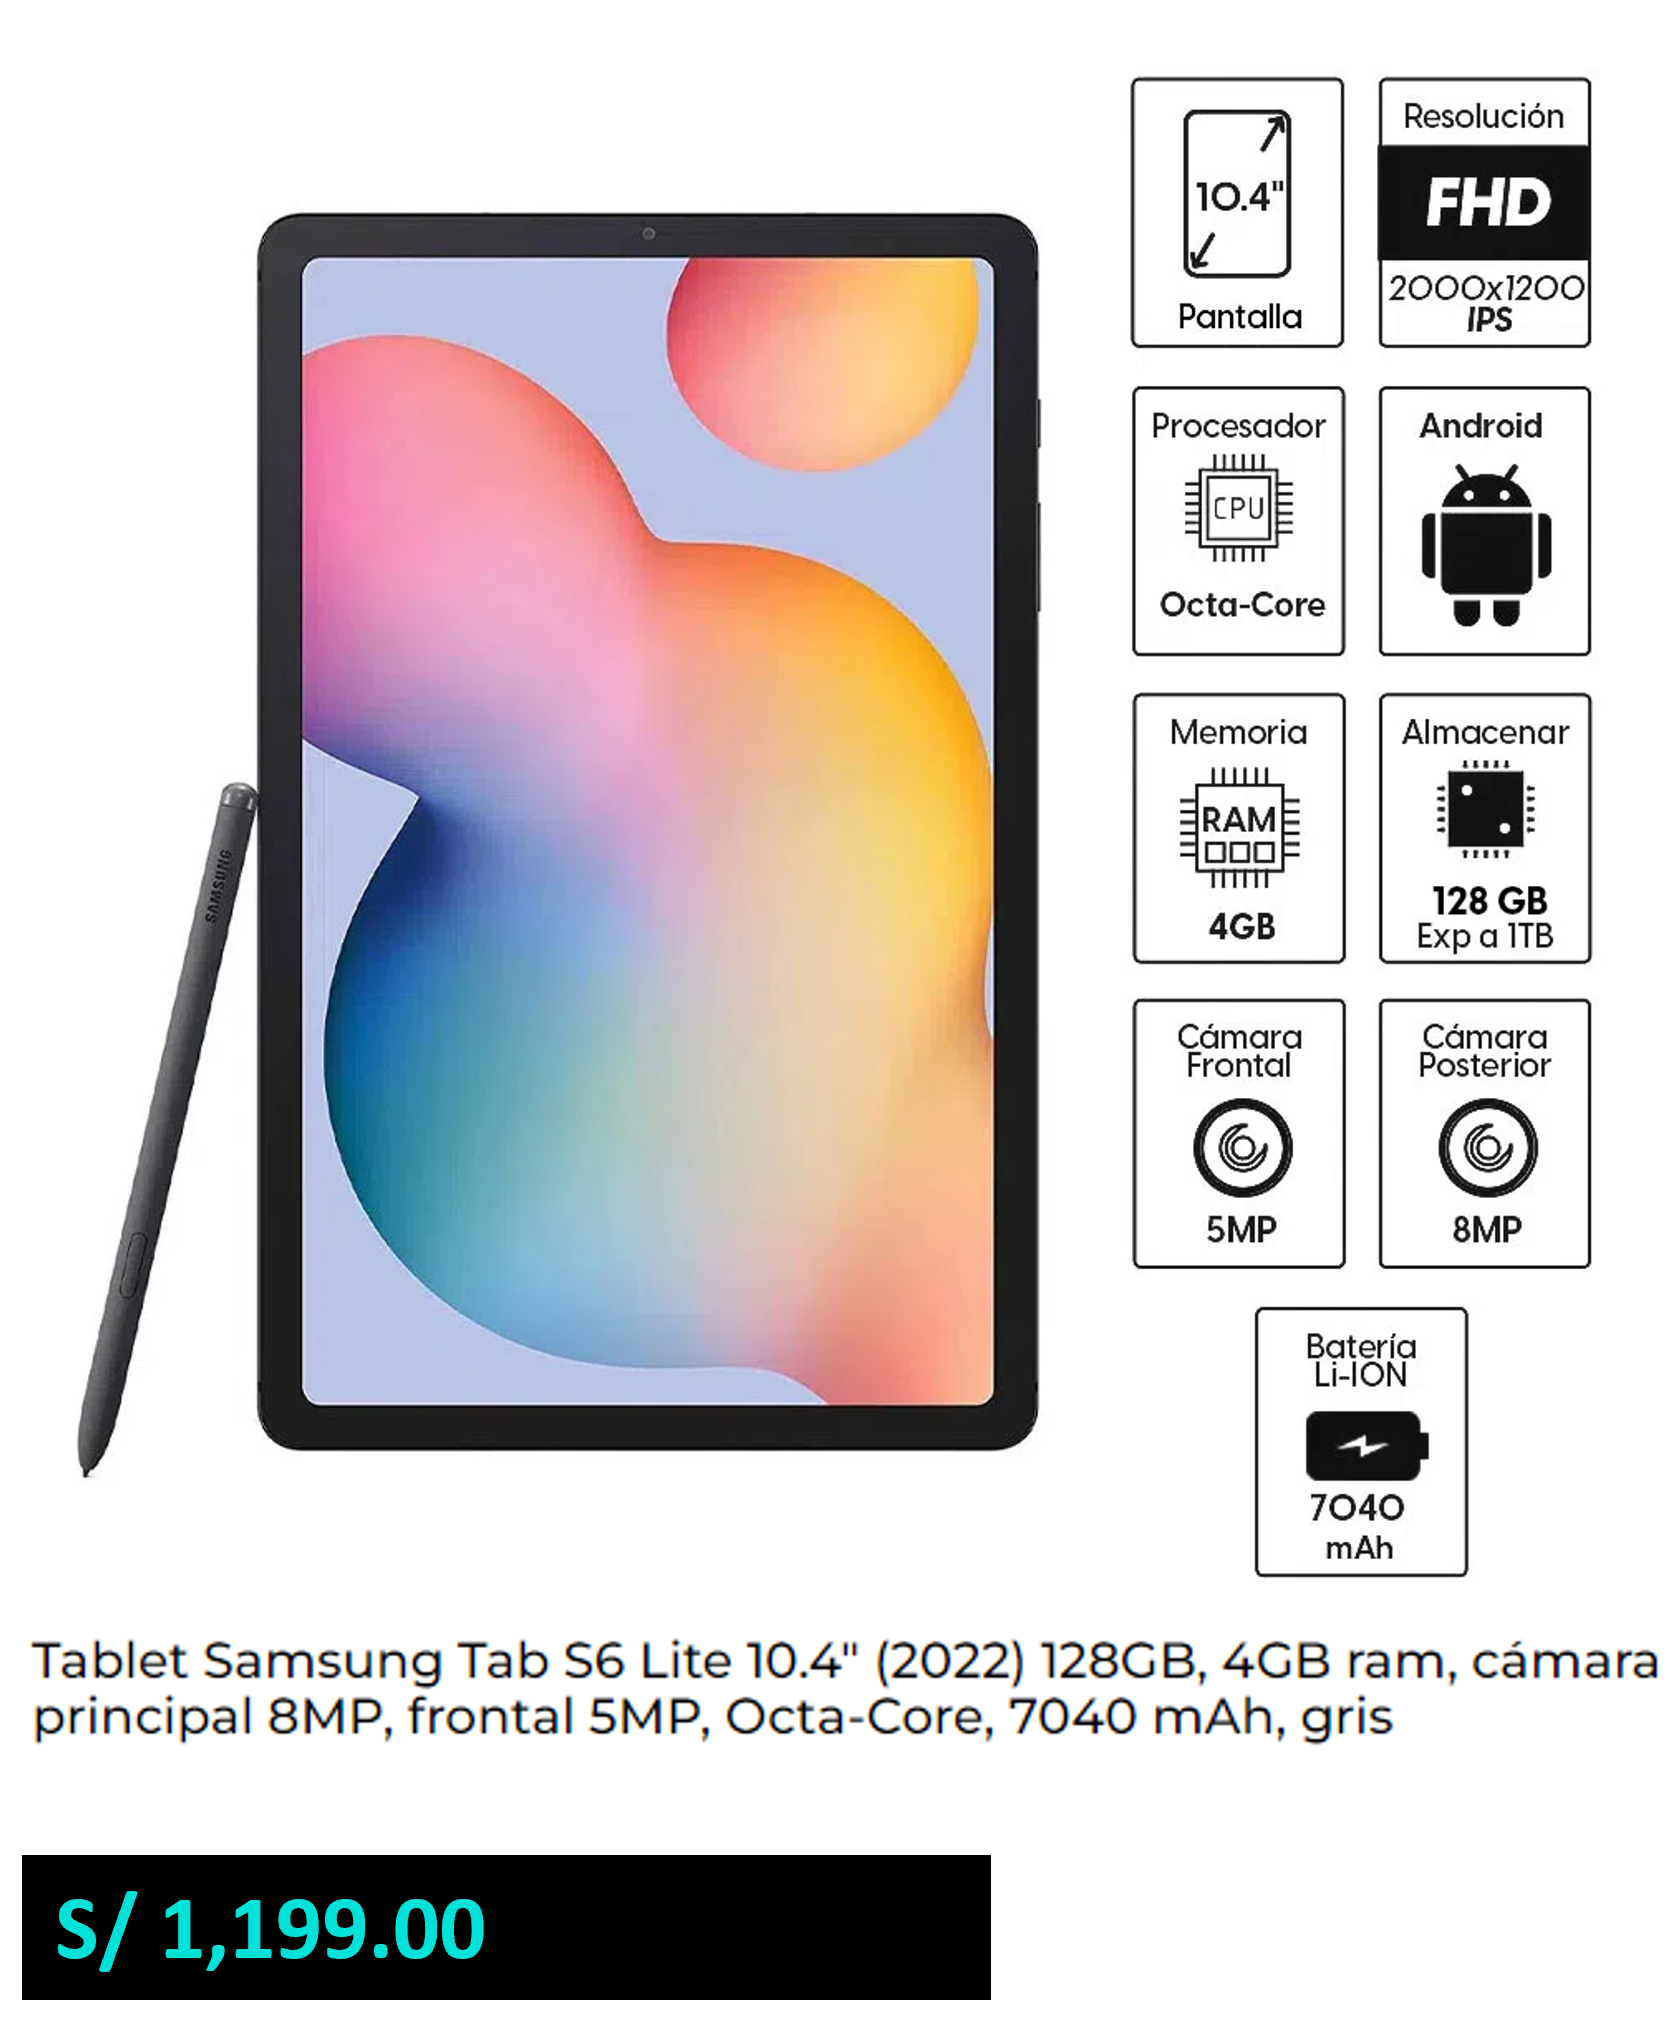 10.4"
Pantalla
Resolución
FHD
2000x1200
IPS
Procesador
CPU
Octa-Core
Android
Memoria
RAM
4GB
Almacenar
128 GB
Exp a 1TB
Cámara
Frontal
5MP
Cámara
Posterior
8MP
Batería
Li-ION
7040
mAh
SAMSUNG
Tablet Samsung Tab S6 Lite 10.4" (2022) 128GB, 4GB ram, cámara
principal 8MP, frontal 5MP, Octa-Core, 7040 mAh, gris
S/ 1,199.00